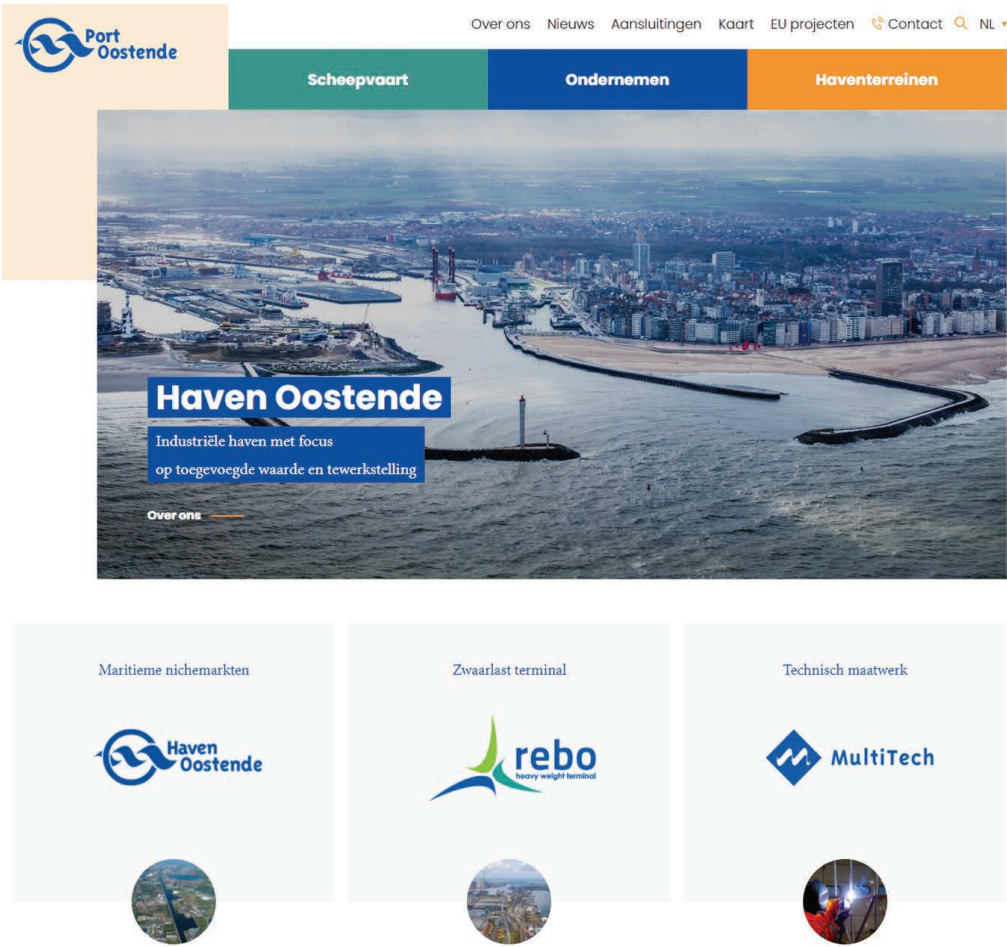 Port
Oostende
Over ons Nieuws Aansluitingen Kaart EU projecten Contact NL
Scheepvaart Ondernemen Haventerreinen
Haven Oostende
Industriële haven met focus
op toegevoegde waarde en tewerkstelling
Over ons
Maritieme nichemarkten
Haven
Oostende
Zwaarlast terminal
rebo
heavy weight terminal
Technisch maatwerk
MultiTech